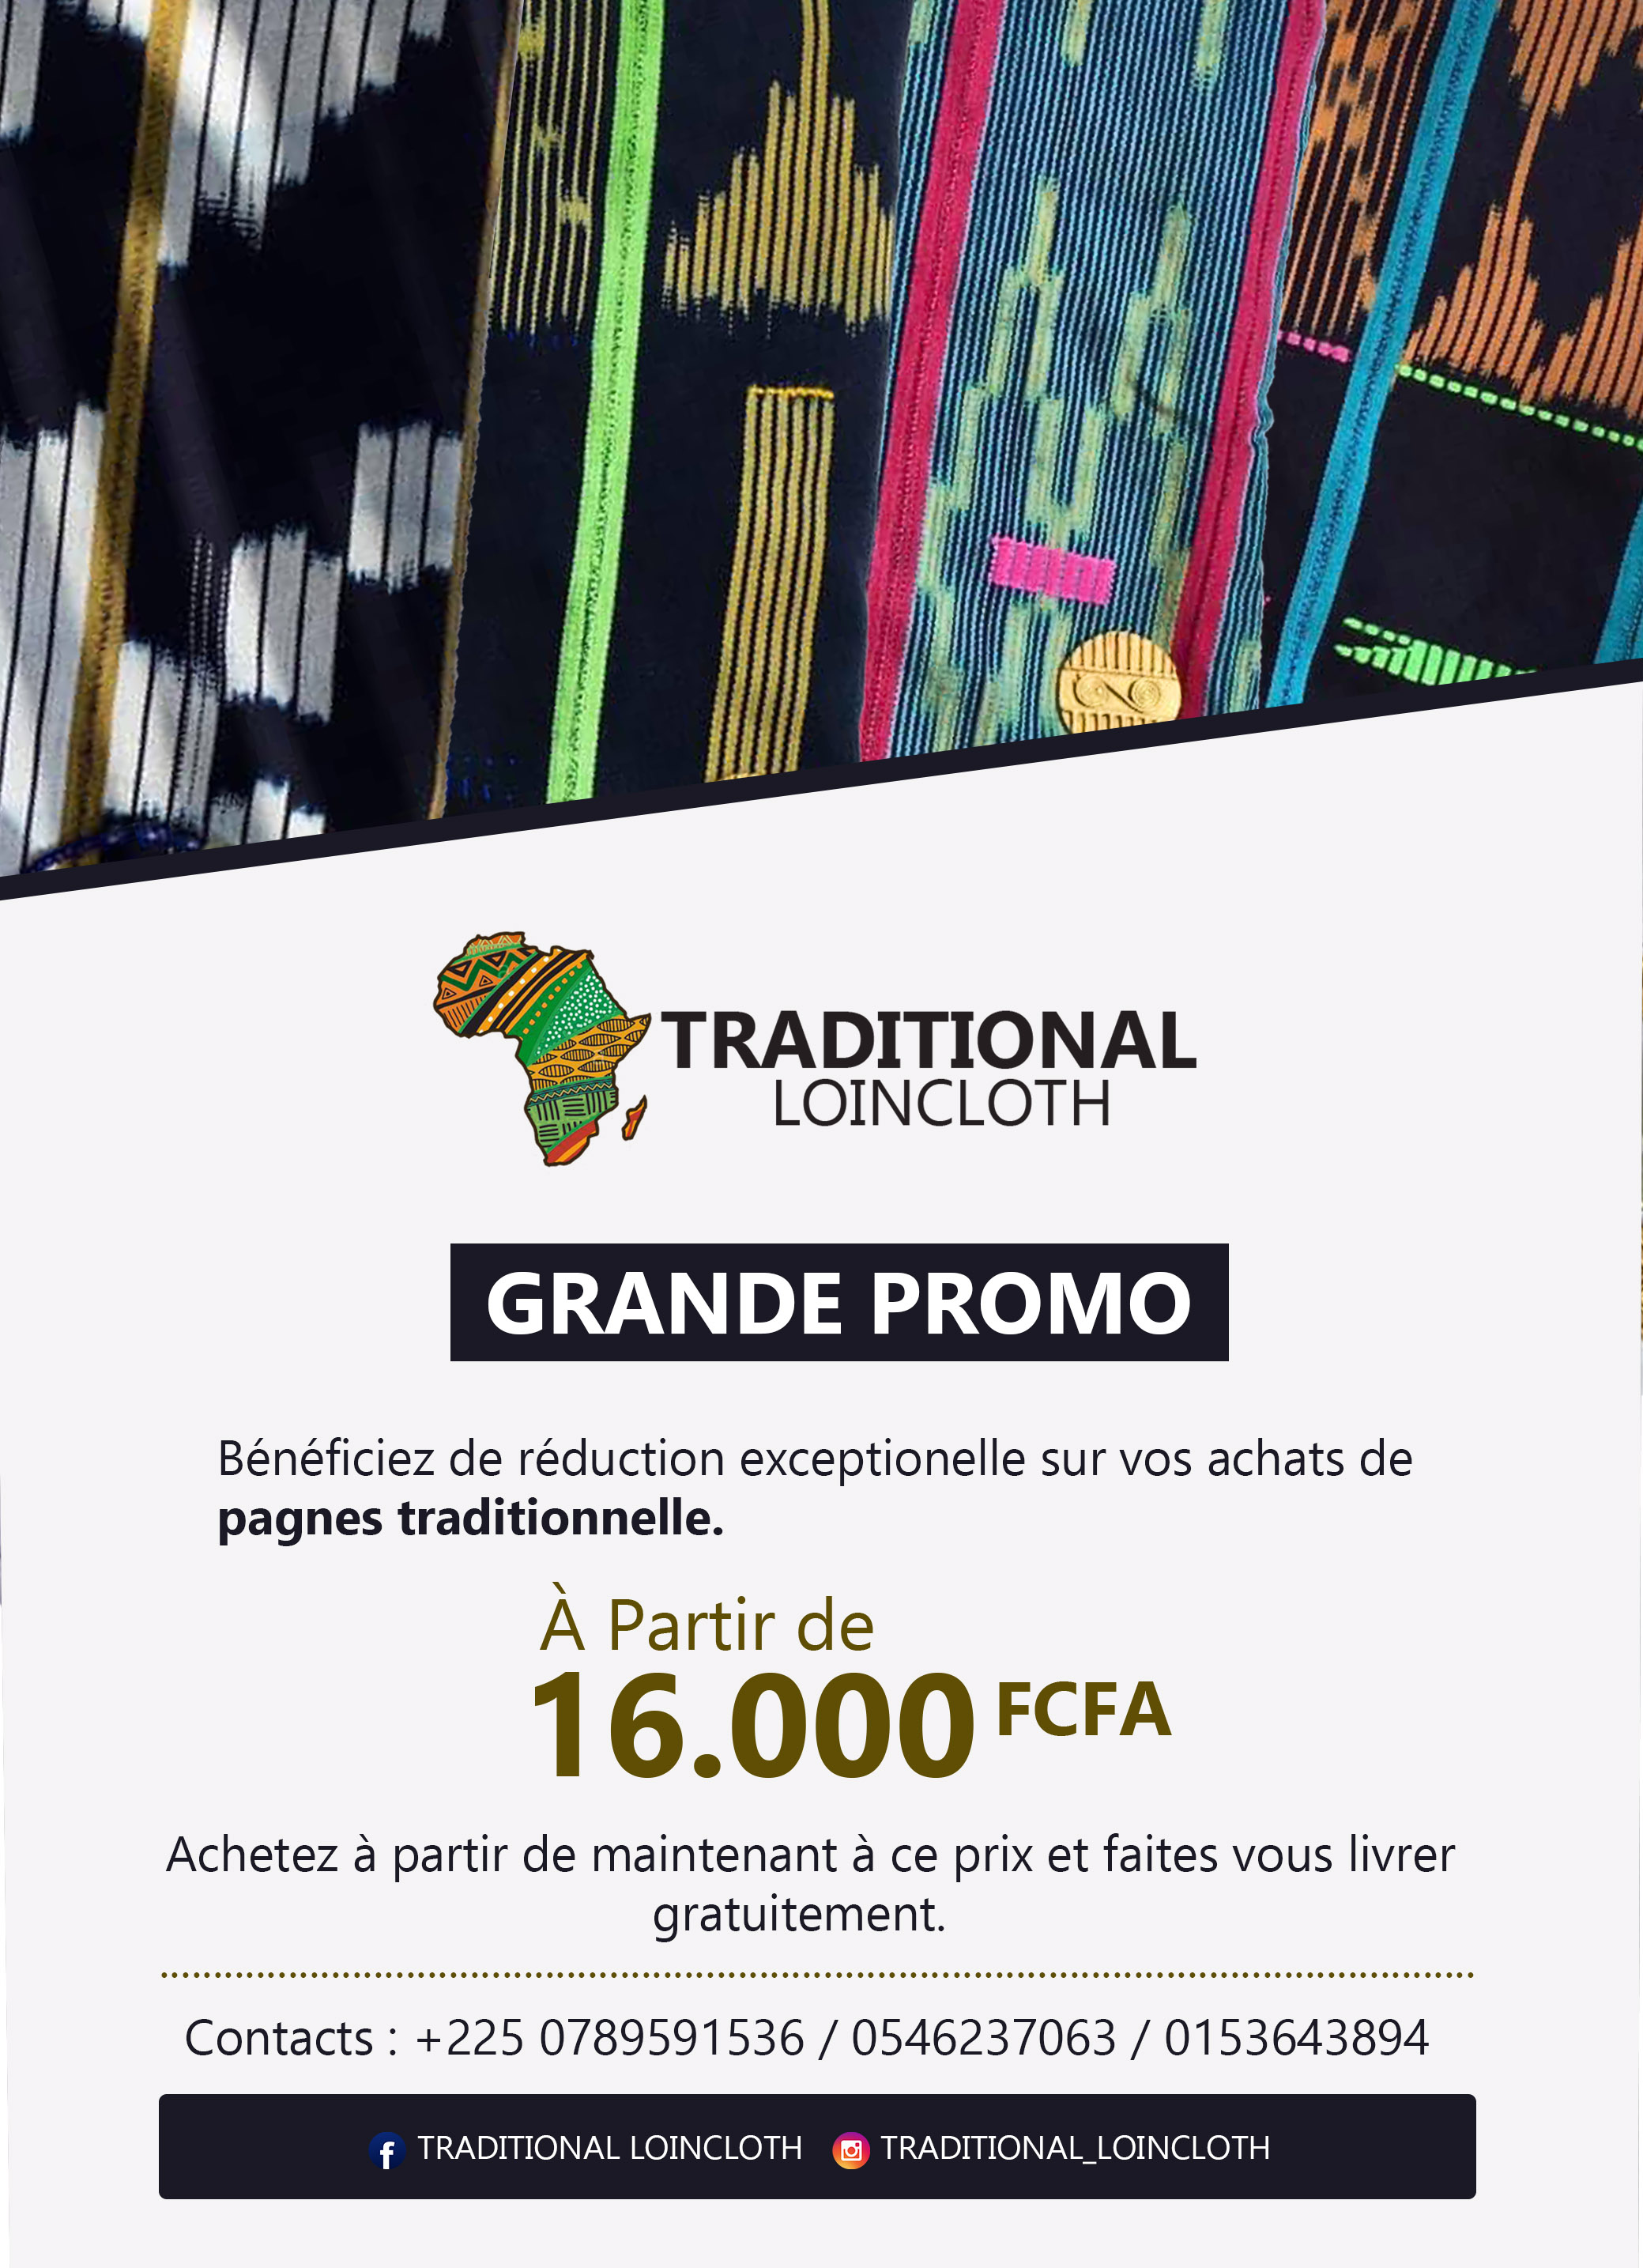 TRADITIONAL
LOINCLOTH
GRANDE PROMO
Bénéficiez de réduction exceptionelle sur vos achats de
pagnes traditionnelle.
À Partir de
16.000 FCFA
Achetez à partir de maintenant à ce prix et faites vous livrer
gratuitement.
Contacts : +225 0789591536 / 0546237063 / 0153643894
TRADITIONAL LOINCLOTH TRADITIONAL_LOINCLOTH